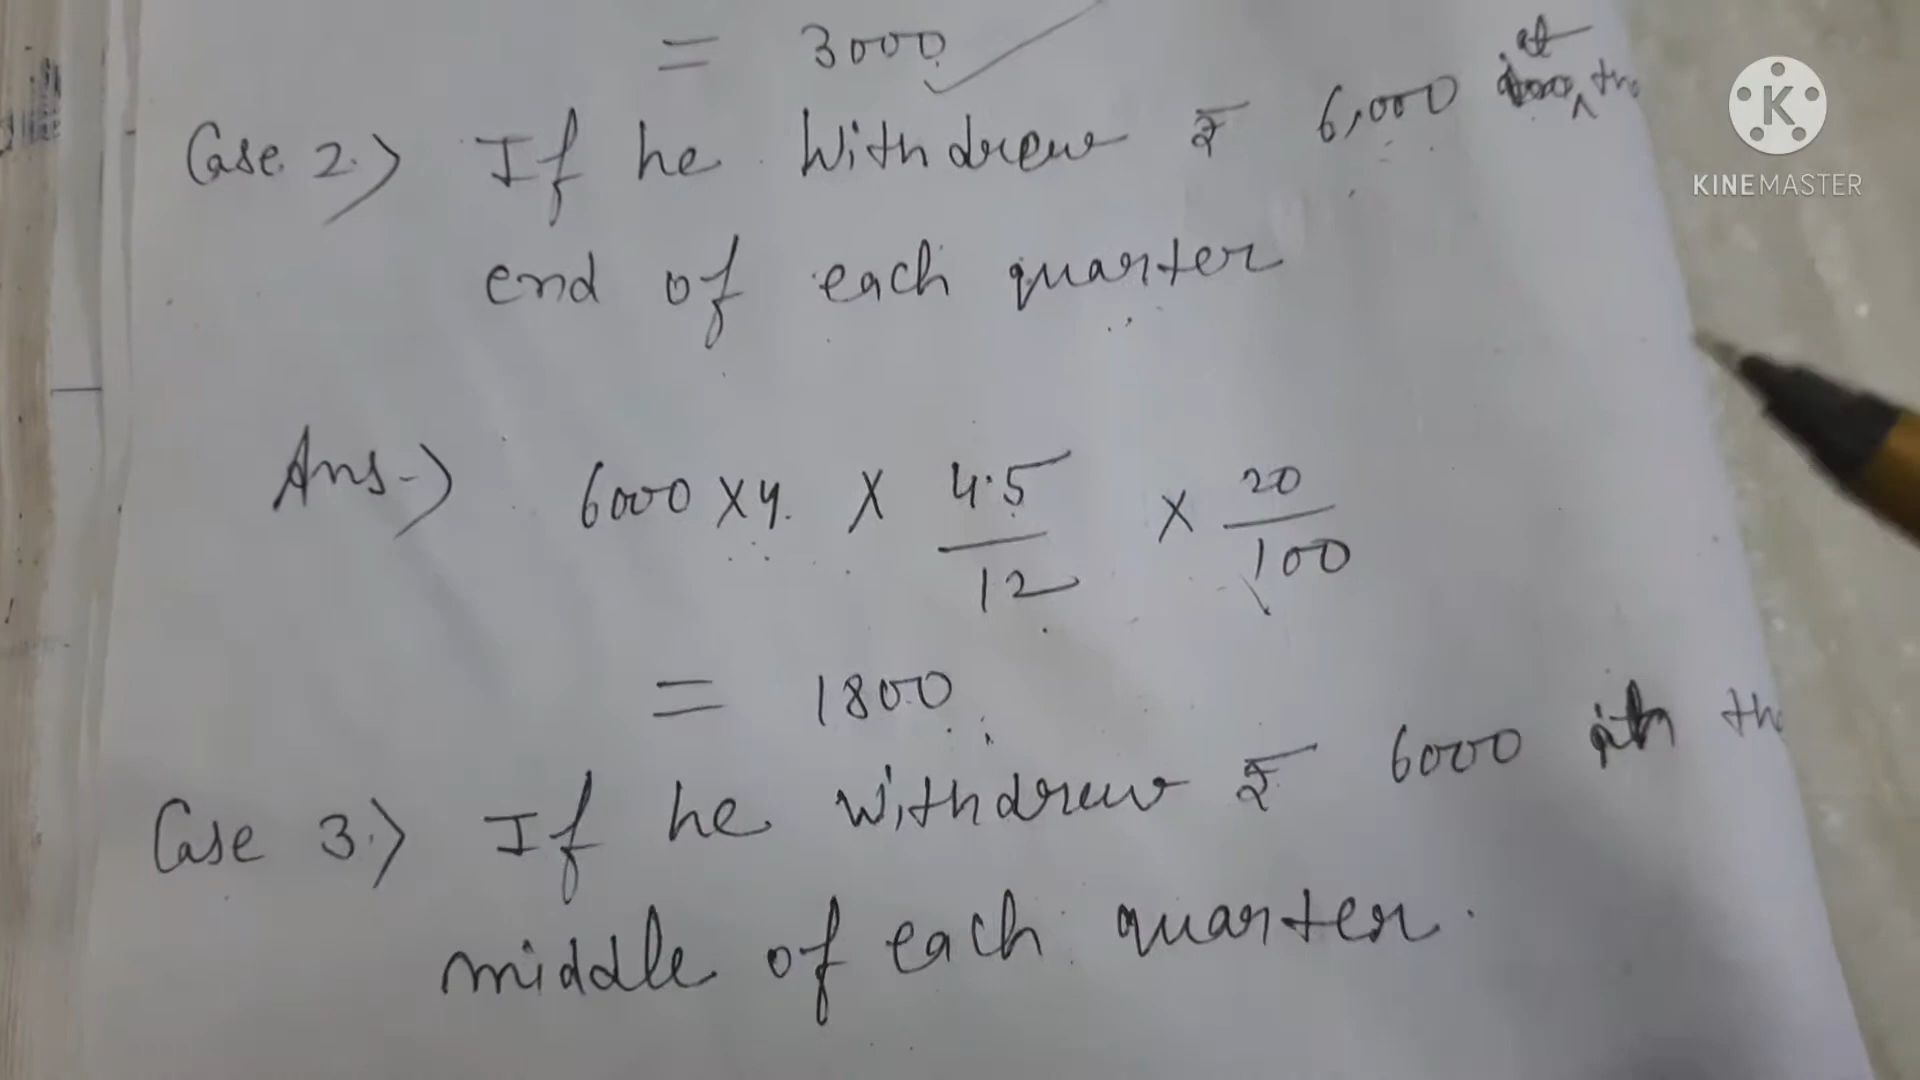 = 3000
Case 2.) If he withdrew ₹ 6,000 at the
end of each quarter
Ans-) 6000 x 4 x 4.5/12 x 20/100
= 1800
Case 3.) If he withdrew ₹ 6000 in the
middle of each quarter.
K
KINEMASTER